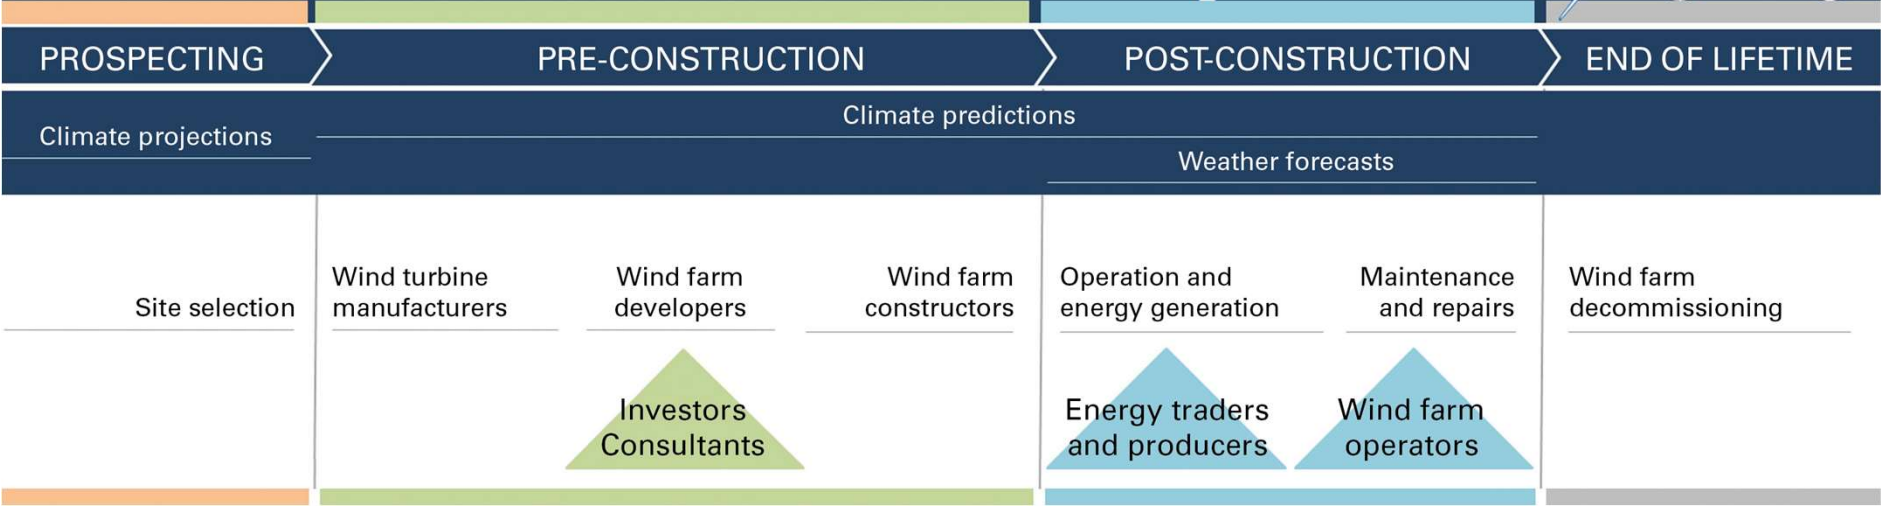 PROSPECTING
PRE-CONSTRUCTION
POST-CONSTRUCTION
END OF LIFETIME
Climate projections
Climate predictions
Weather forecasts
Site selection
Wind turbine
manufacturers
Wind farm
developers
Wind farm
constructors
Operation and
energy generation
Maintenance
and repairs
Wind farm
decommissioning
Investors
Consultants
Energy traders
and producers
Wind farm
operators